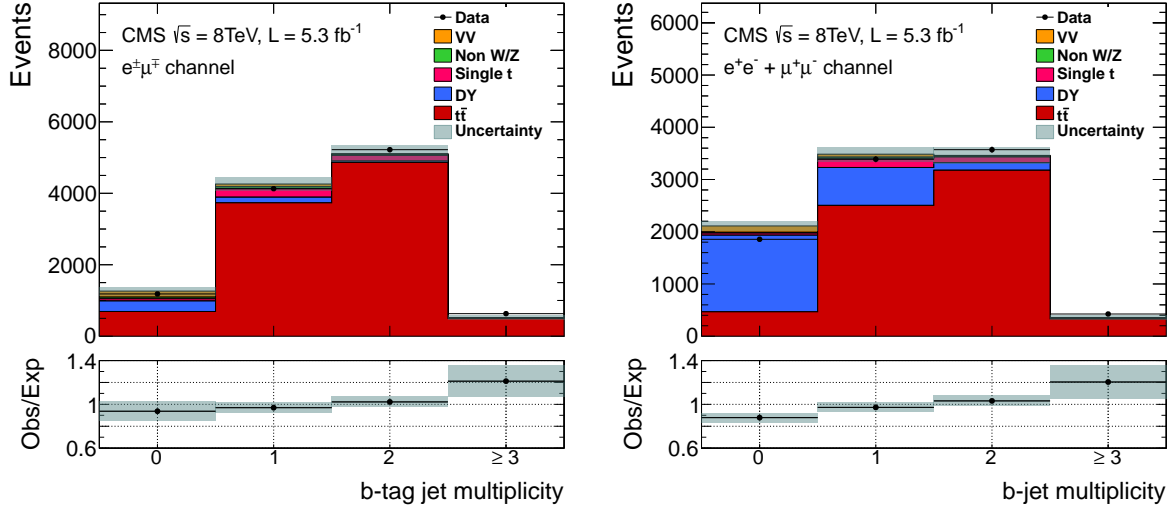 Events
8000
6000
4000
2000
0
CMS √s = 8TeV, L = 5.3 fb⁻¹
e±μ∓ channel
Data
VV
Non W/Z
Single t
DY
tt̄
Uncertainty
Obs/Exp
1.4
1
0.6
0 1 2 ≥ 3
b-tag jet multiplicity
Events
6000
5000
4000
3000
2000
1000
0
CMS √s = 8TeV, L = 5.3 fb⁻¹
e⁺e⁻ + μ⁺μ⁻ channel
Data
VV
Non W/Z
Single t
DY
tt̄
Uncertainty
Obs/Exp
1.4
1
0.6
0 1 2 ≥ 3
b-jet multiplicity